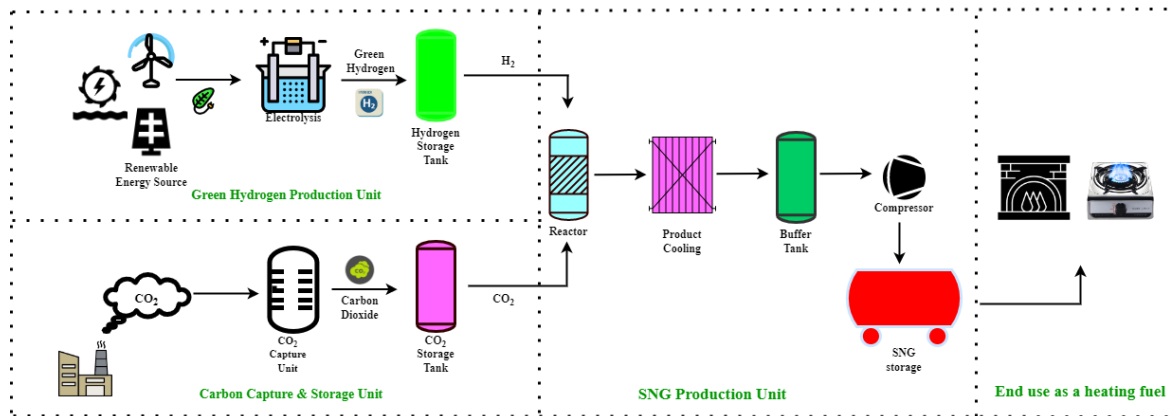 Green
Hydrogen
H2
Electrolysis
Renewable
Energy Source
Hydrogen
Storage
Tank
Green Hydrogen Production Unit
H₂
CO₂
CO₂
Capture
Unit
CO₂
Carbon
Dioxide
CO₂
Storage
Tank
CO₂
Carbon Capture & Storage Unit
Reactor
Product
Cooling
Buffer
Tank
Compressor
SNG
storage
SNG Production Unit
End use as a heating fuel